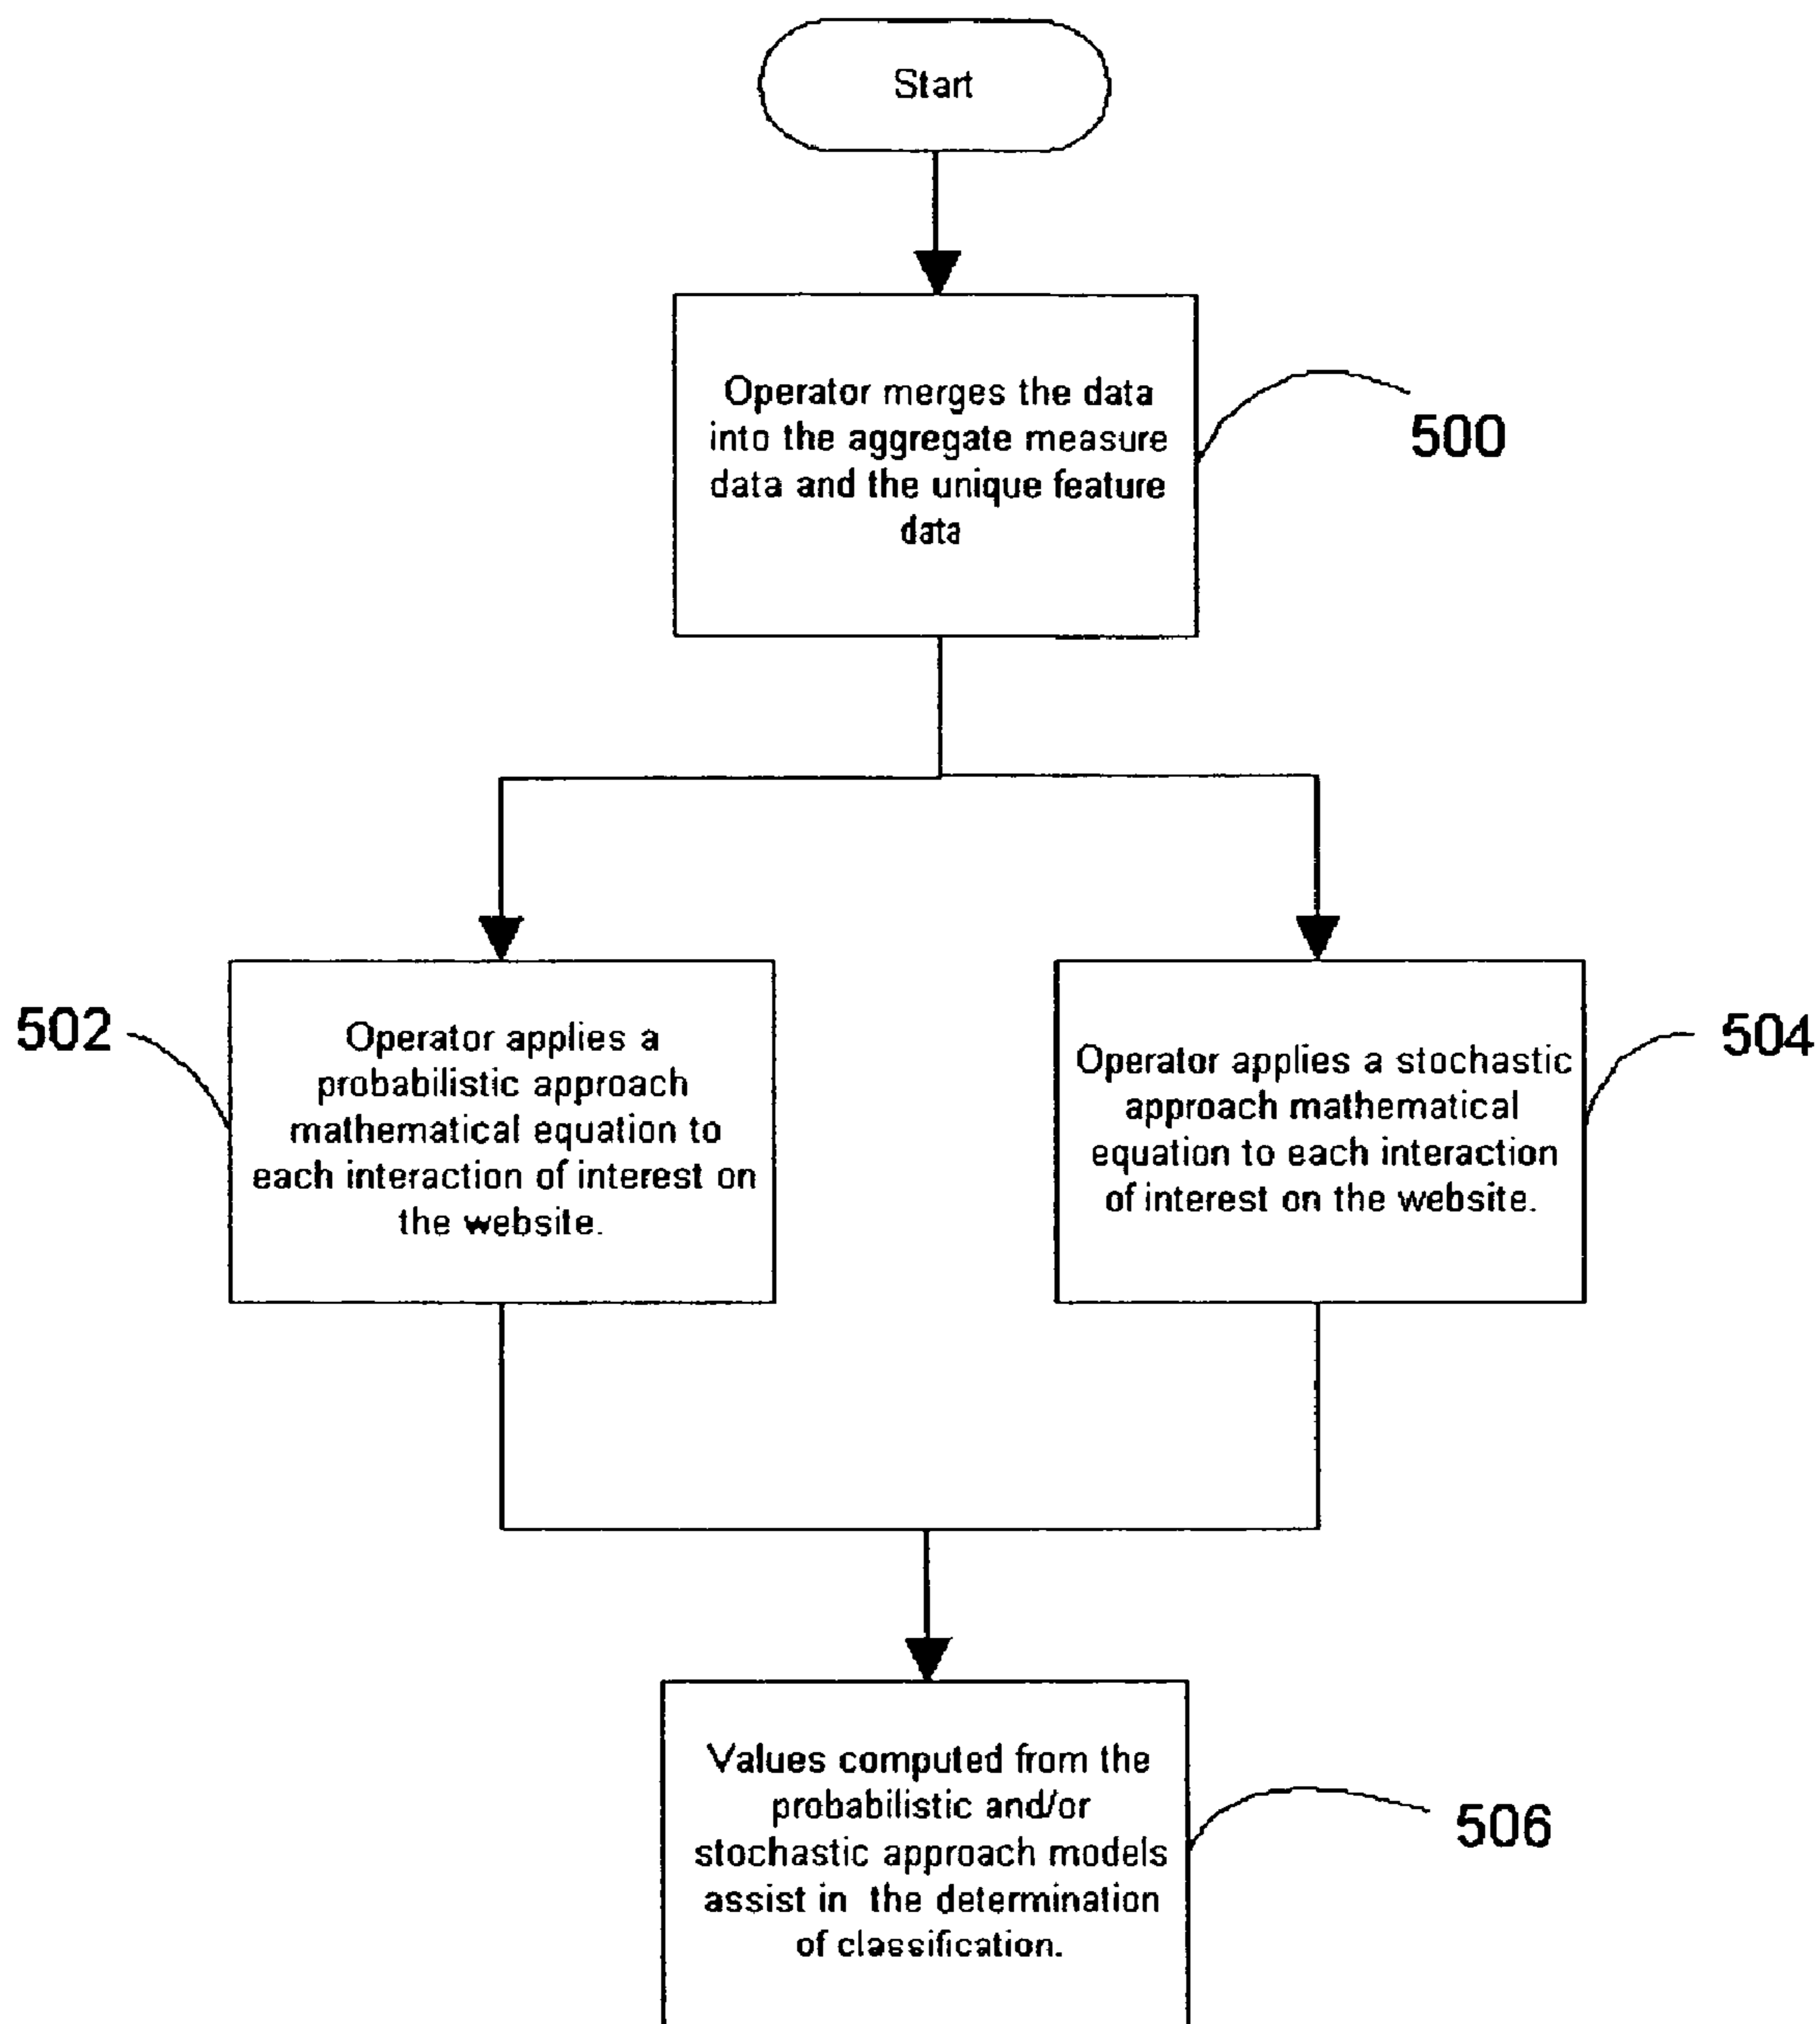 Start
Operator merges the data
into the aggregate measure
data and the unique feature
data
500
502
Operator applies a
probabilistic approach
mathematical equation to
each interaction of interest on
the website.
Operator applies a stochastic
approach mathematical
equation to each interaction
of interest on the website.
504
Values computed from the
probabilistic and/or
stochastic approach models
assist in the determination
of classification.
506